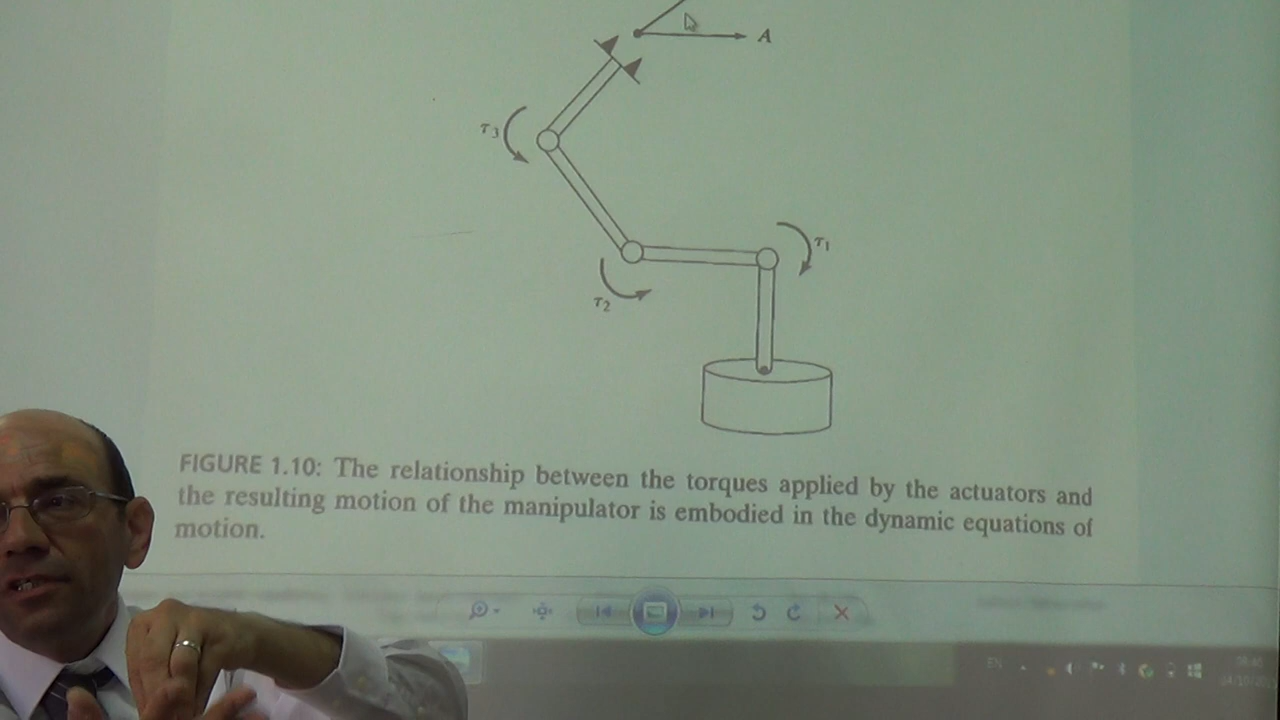 A
τ3
τ1
τ2
FIGURE 1.10: The relationship between the torques applied by the actuators and
the resulting motion of the manipulator is embodied in the dynamic equations of
motion.
EN